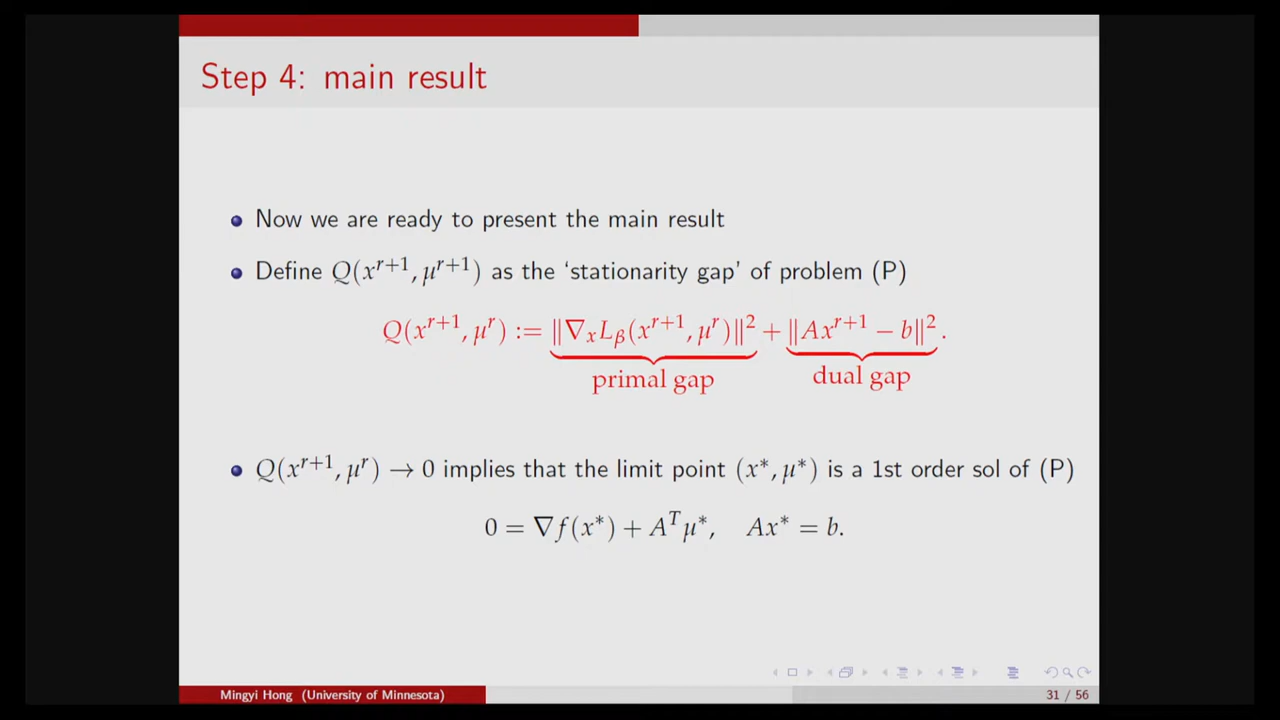 Step 4: main result
Now we are ready to present the main result
Define Q(x^{r+1}, μ^{r+1}) as the ‘stationarity gap’ of problem (P)
Q(x^{r+1}, μ^r) := ‖∇_x L_β(x^{r+1}, μ^r)‖² + ‖Ax^{r+1} − b‖².
primal gap dual gap
Q(x^{r+1}, μ^r) → 0 implies that the limit point (x*, μ*) is a 1st order sol of (P)
0 = ∇f(x*) + A^T μ*, Ax* = b.
Mingyi Hong (University of Minnesota) 31 / 56